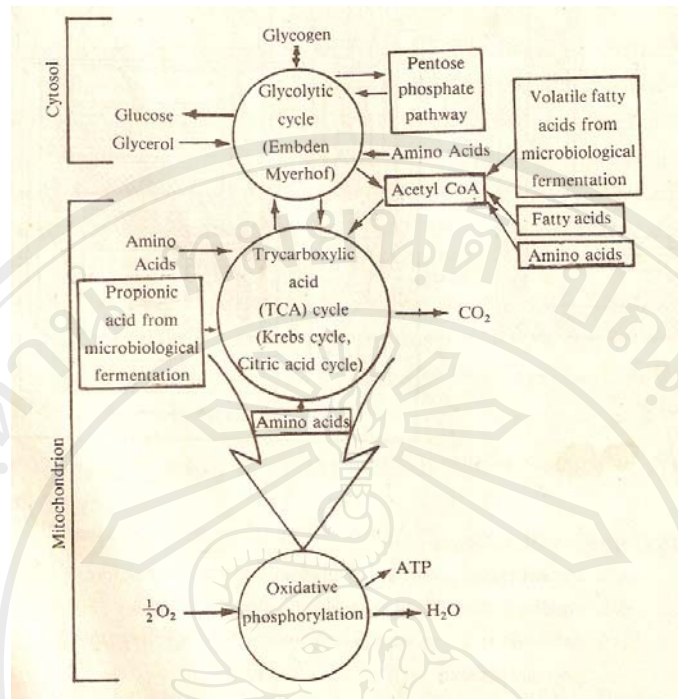 Glycogen
Cytosol
Glycolytic
cycle
(Embden
Myerhof)
Pentose
phosphate
pathway
Volatile fatty
acids from
microbiological
fermentation
Glucose
Glycerol
Amino Acids
Acetyl CoA
Fatty acids
Amino acids
Mitochondrion
Amino
Acids
Trycarboxylic
acid
(TCA) cycle
(Krebs cycle,
Citric acid cycle)
CO₂
Propionic
acid from
microbiological
fermentation
Amino acids
Oxidative
phosphorylation
ATP
½O₂
H₂O